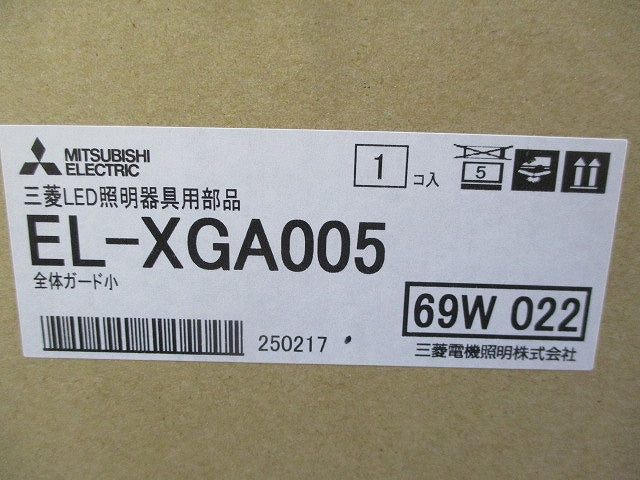 MITSUBISHI
ELECTRIC
1 コ入
5
三菱LED照明器具用部品
EL-XGA005
全体ガード小
69W 022
250217
三菱電機照明株式会社